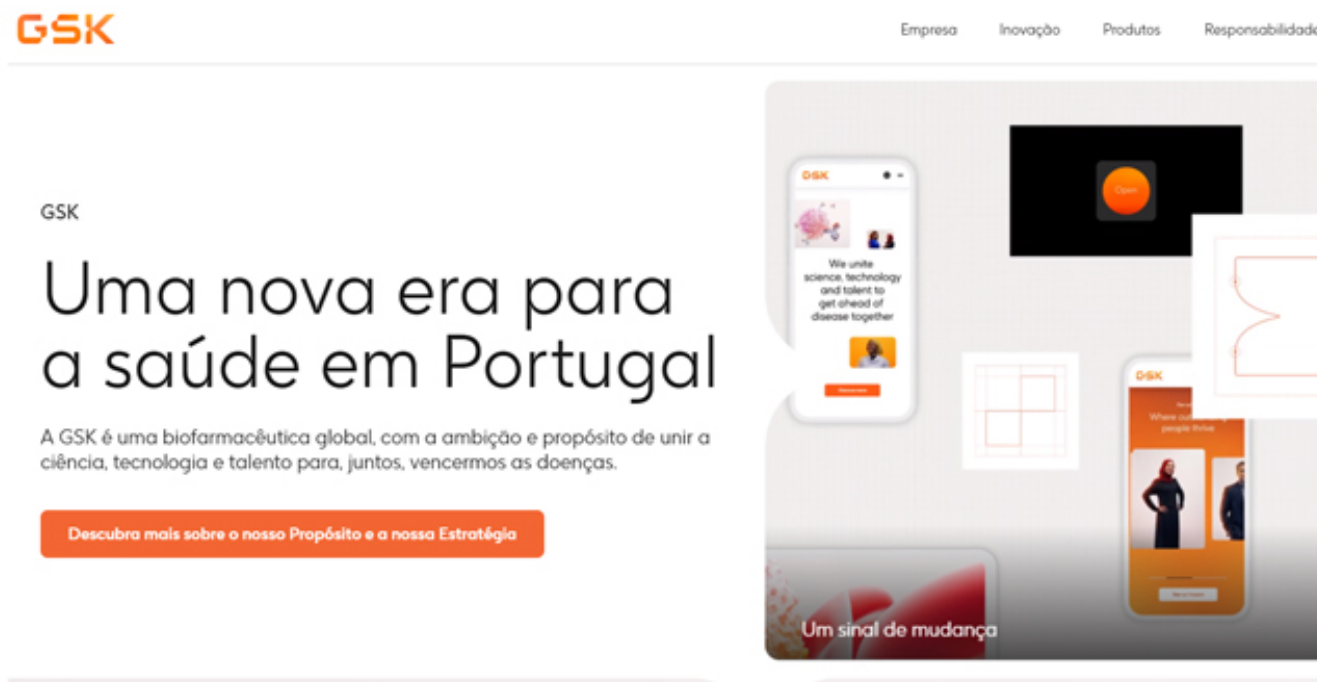 GSK
Empresa Inovação Produtos Responsabilidade
GSK
Uma nova era para
a saúde em Portugal
A GSK é uma biofarmacêutica global, com a ambição e propósito de unir a
ciência, tecnologia e talento para, juntos, vencermos as doenças.
Descubra mais sobre o nosso Propósito e a nossa Estratégia
GSK
We unite
science, technology
and talent to
get ahead of
disease together
Open
GSK
Where
people thrive
Um sinal de mudança